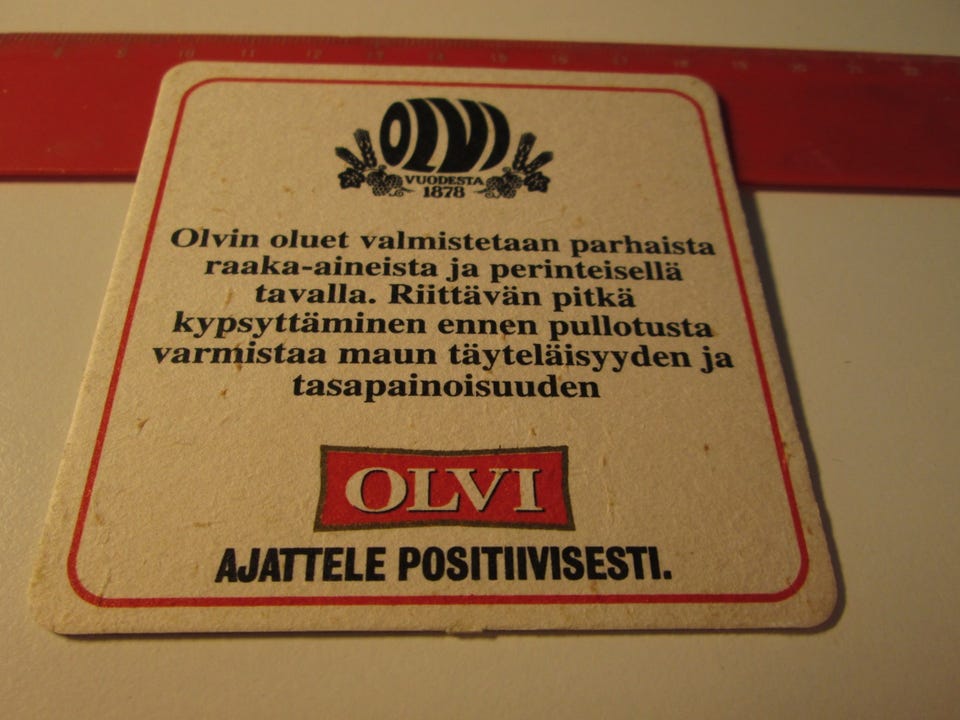 OLVI
VUODESTA
1878
Olvin oluet valmistetaan parhaista
raaka-aineista ja perinteisellä
tavalla. Riittävän pitkä
kypsyttäminen ennen pullotusta
varmistaa maun täyteläisyyden ja
tasapainoisuuden
OLVI
AJATTELE POSITIIVISESTI.